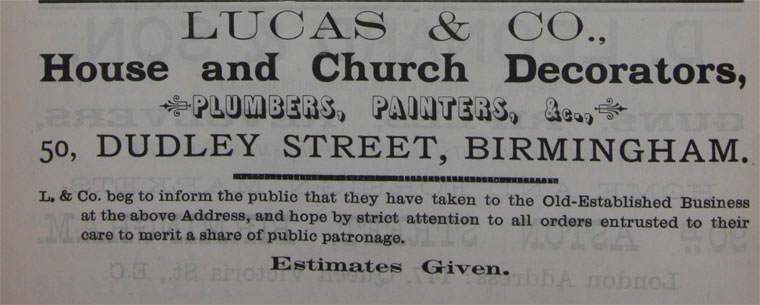 LUCAS & CO.,
House and Church Decorators,
PLUMBERS, PAINTERS, &c.,
50, DUDLEY STREET, BIRMINGHAM.
L. & Co. beg to inform the public that they have taken to the Old-Established Business
at the above Address, and hope by strict attention to all orders entrusted to their
care to merit a share of public patronage.
Estimates Given.